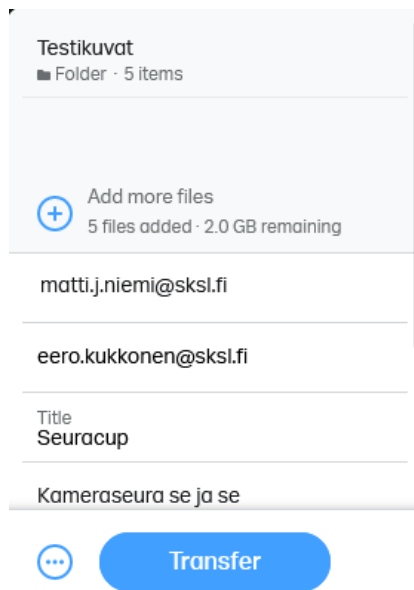 Testikuvat
Folder · 5 items
Add more files
5 files added · 2.0 GB remaining
matti.j.niemi@sksl.fi
eero.kukkonen@sksl.fi
Title
Seuracup
Kameraseura se ja se
Transfer